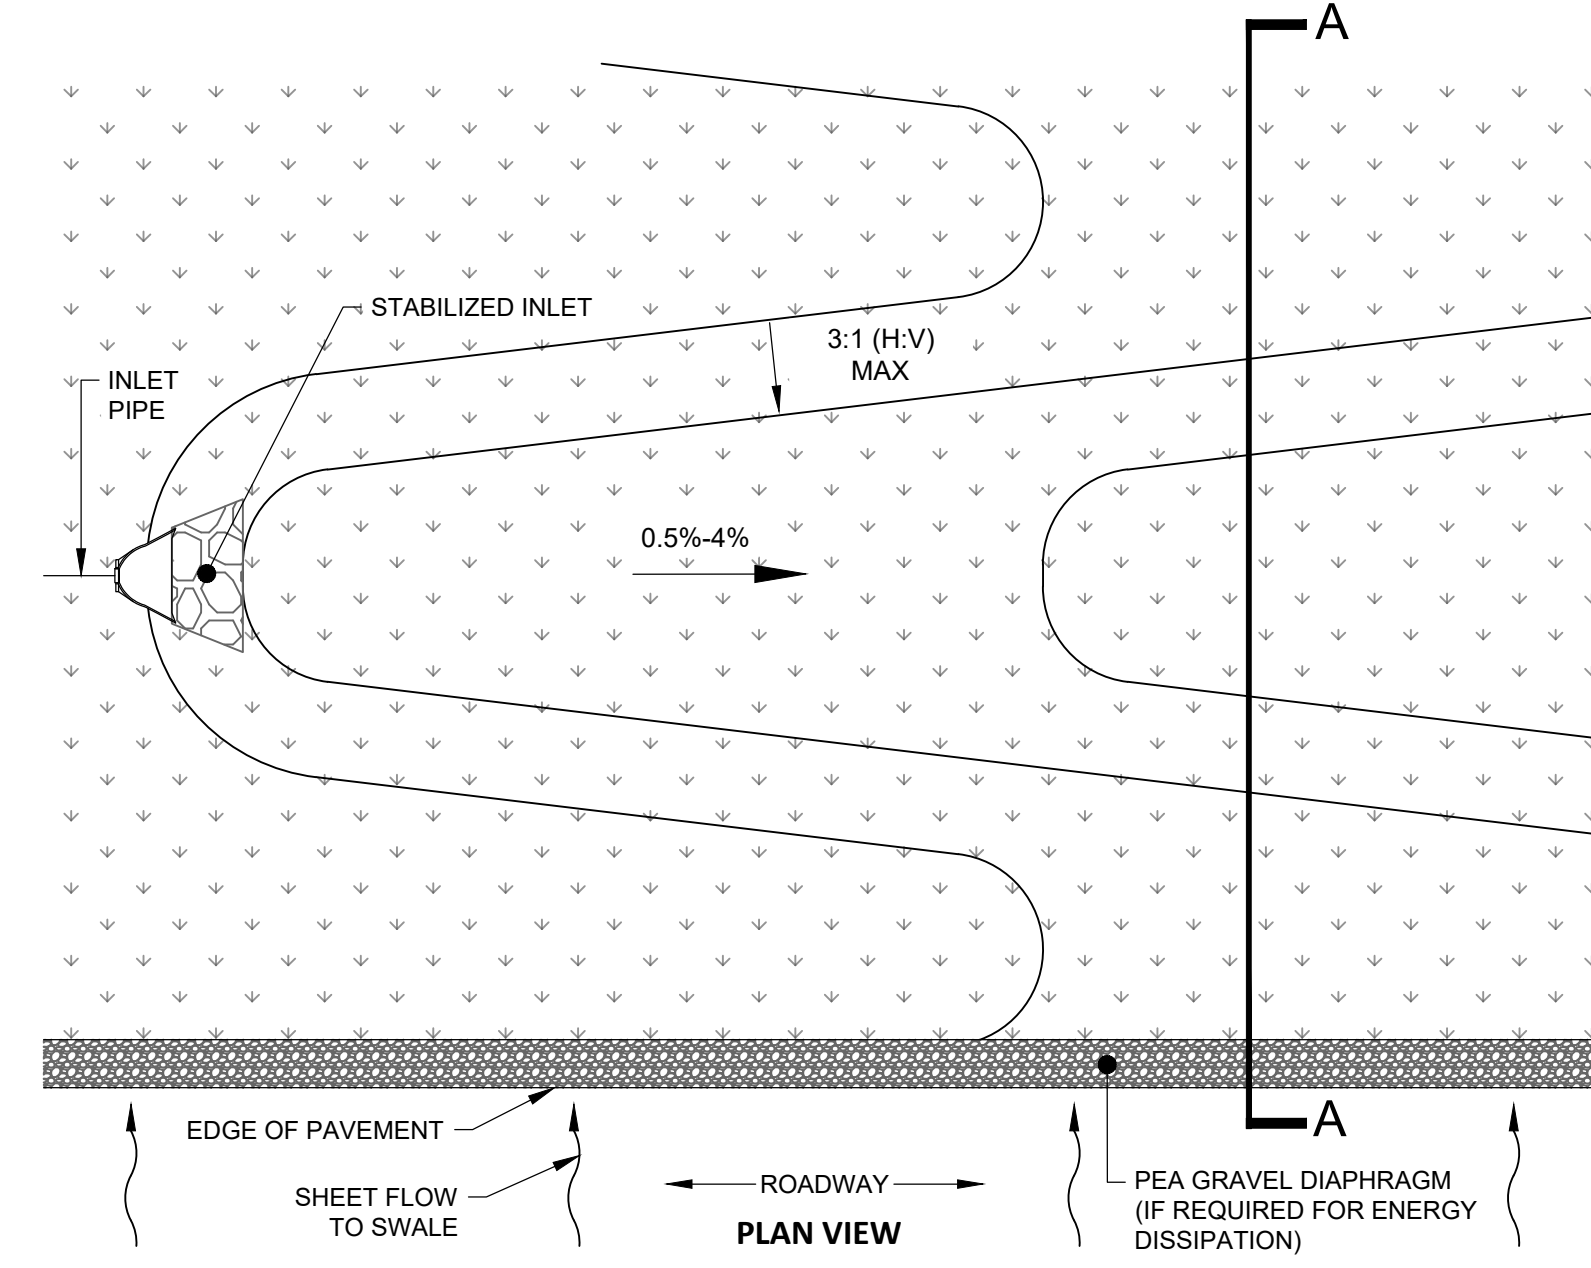 A
STABILIZED INLET
3:1 (H:V)
MAX
INLET
PIPE
0.5%-4%
EDGE OF PAVEMENT
A
SHEET FLOW
TO SWALE
ROADWAY
PLAN VIEW
PEA GRAVEL DIAPHRAGM
(IF REQUIRED FOR ENERGY
DISSIPATION)